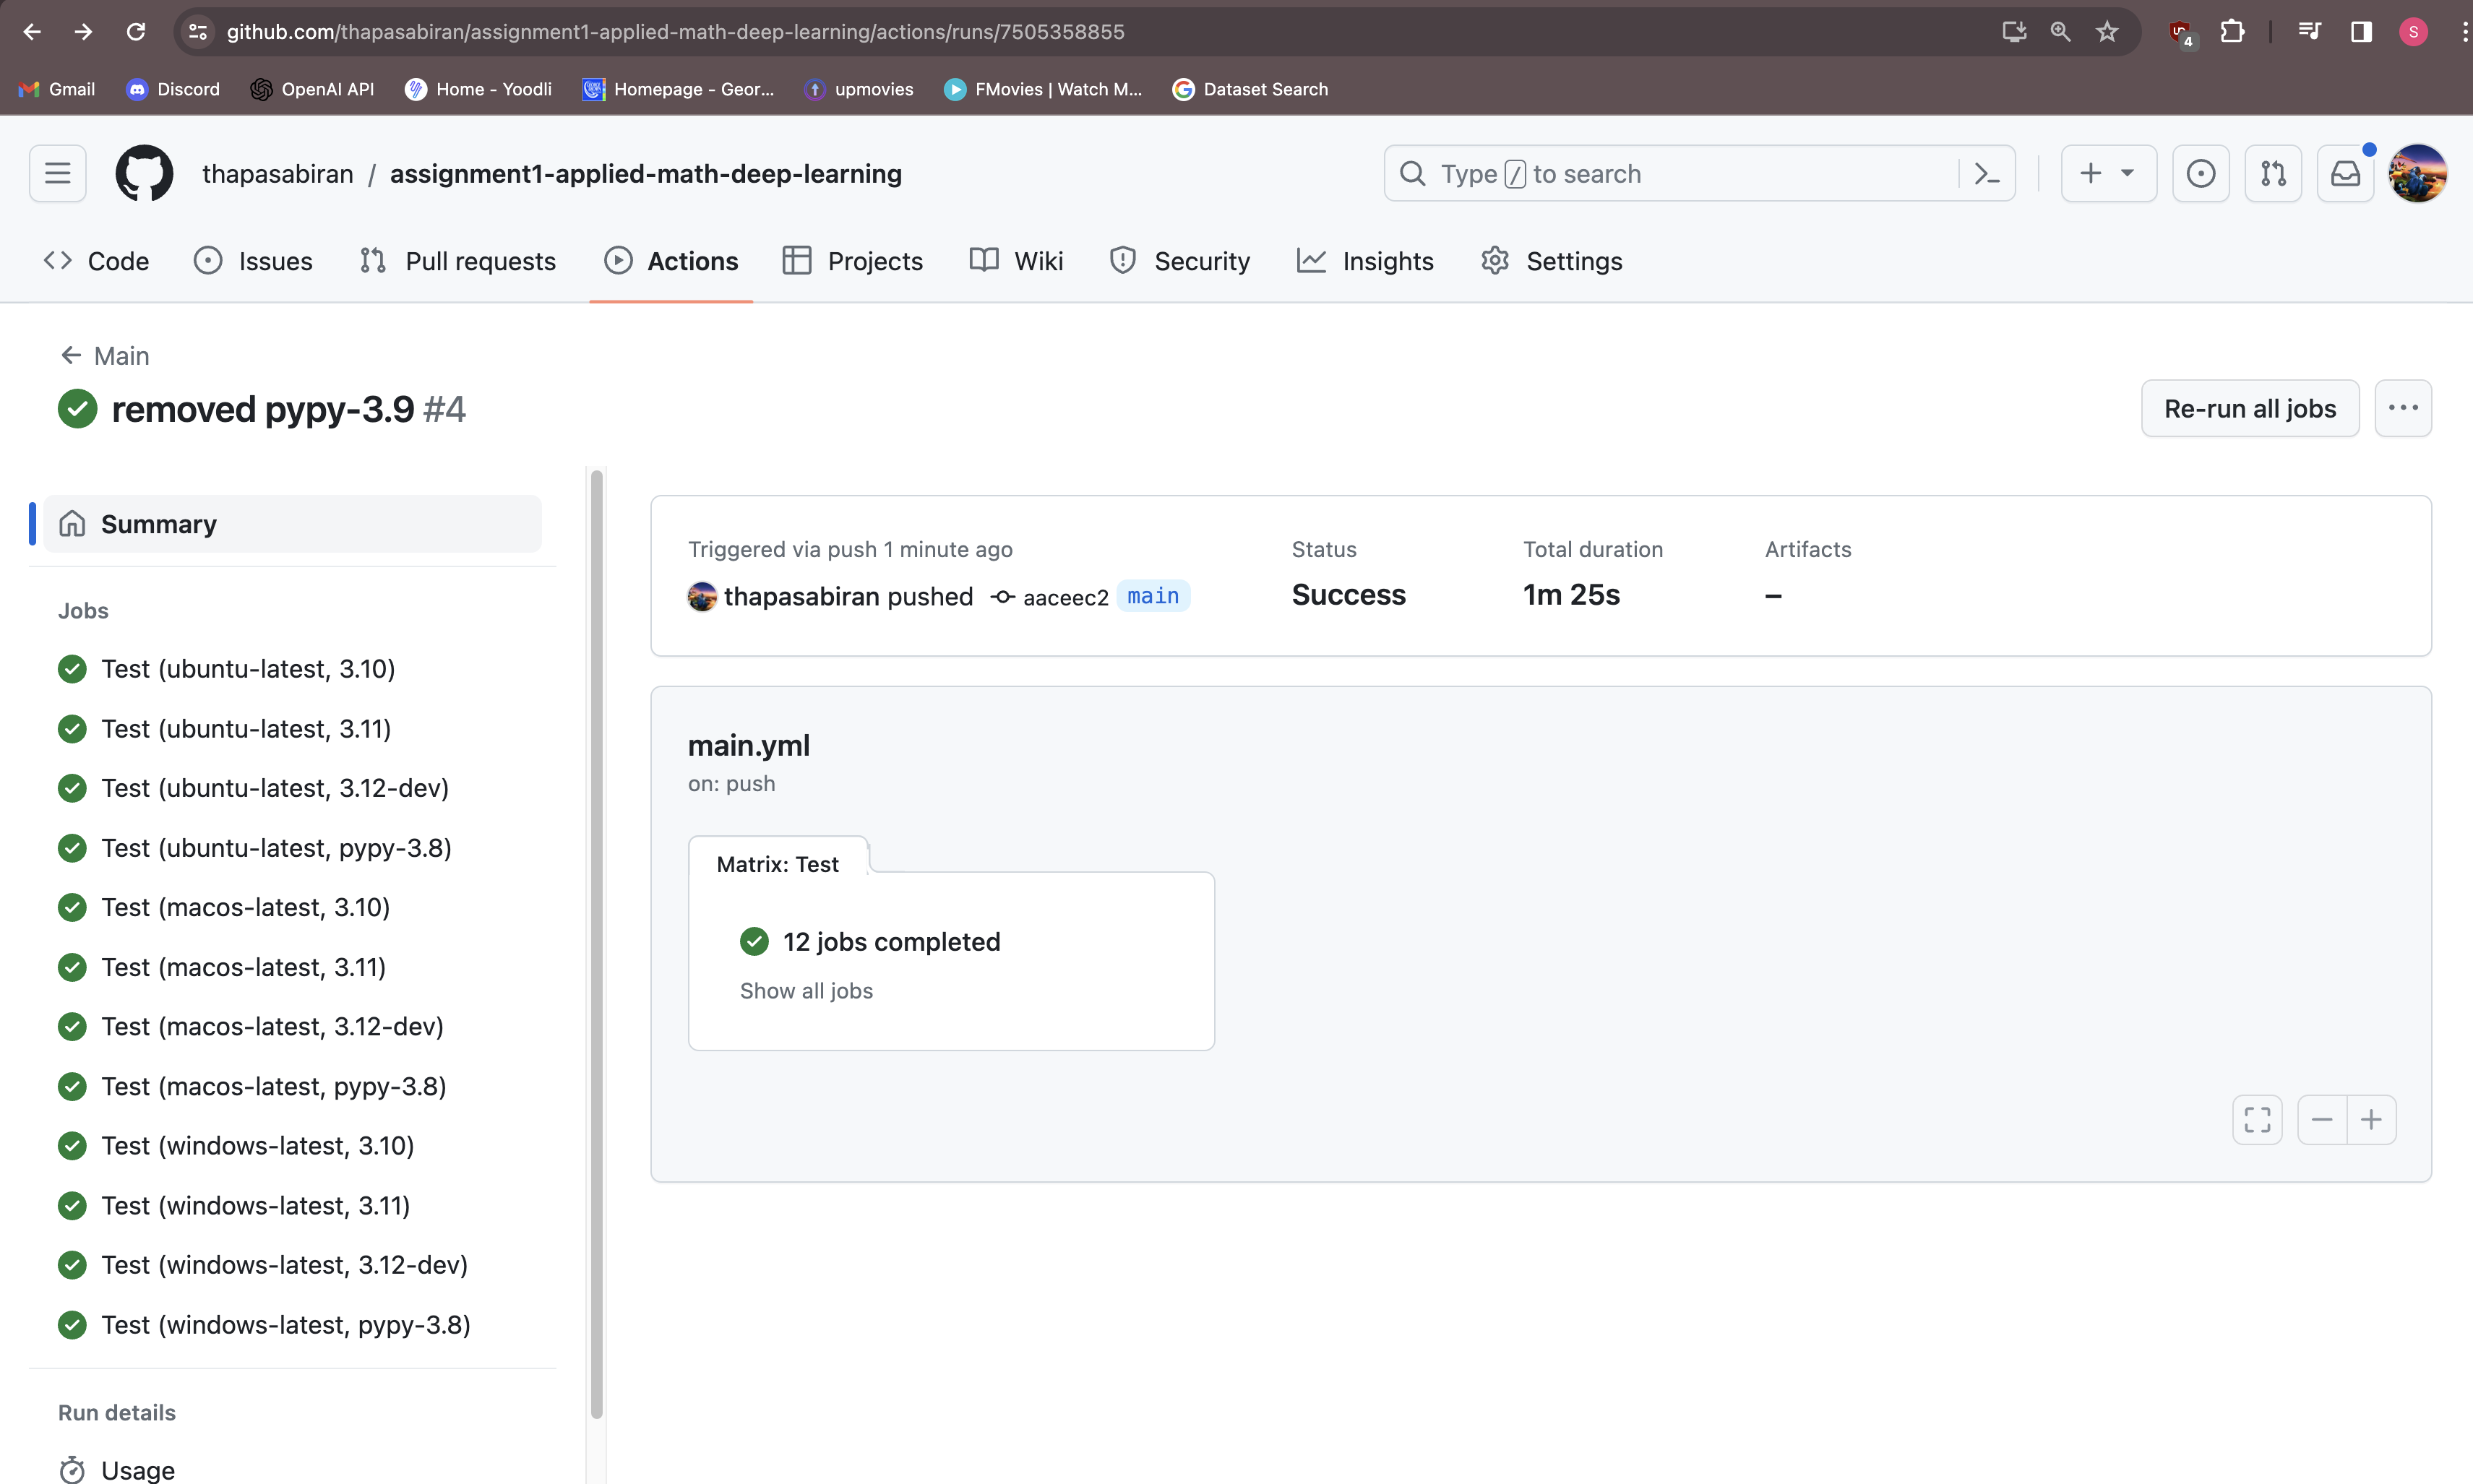 github.com/thapasabiran/assignment1-applied-math-deep-learning/actions/runs/7505358855
4
S
Gmail
Discord
OpenAI API
Home - Yoodli
Homepage - Geor...
upmovies
FMovies | Watch M...
Dataset Search
thapasabiran / assignment1-applied-math-deep-learning
Type / to search
Code
Issues
Pull requests
Actions
Projects
Wiki
Security
Insights
Settings
Main
removed pypy-3.9 #4
Re-run all jobs
Summary
Jobs
Test (ubuntu-latest, 3.10)
Test (ubuntu-latest, 3.11)
Test (ubuntu-latest, 3.12-dev)
Test (ubuntu-latest, pypy-3.8)
Test (macos-latest, 3.10)
Test (macos-latest, 3.11)
Test (macos-latest, 3.12-dev)
Test (macos-latest, pypy-3.8)
Test (windows-latest, 3.10)
Test (windows-latest, 3.11)
Test (windows-latest, 3.12-dev)
Test (windows-latest, pypy-3.8)
Run details
Usage
Triggered via push 1 minute ago
thapasabiran pushed aaceec2 main
Status
Success
Total duration
1m 25s
Artifacts
–
main.yml
on: push
Matrix: Test
12 jobs completed
Show all jobs